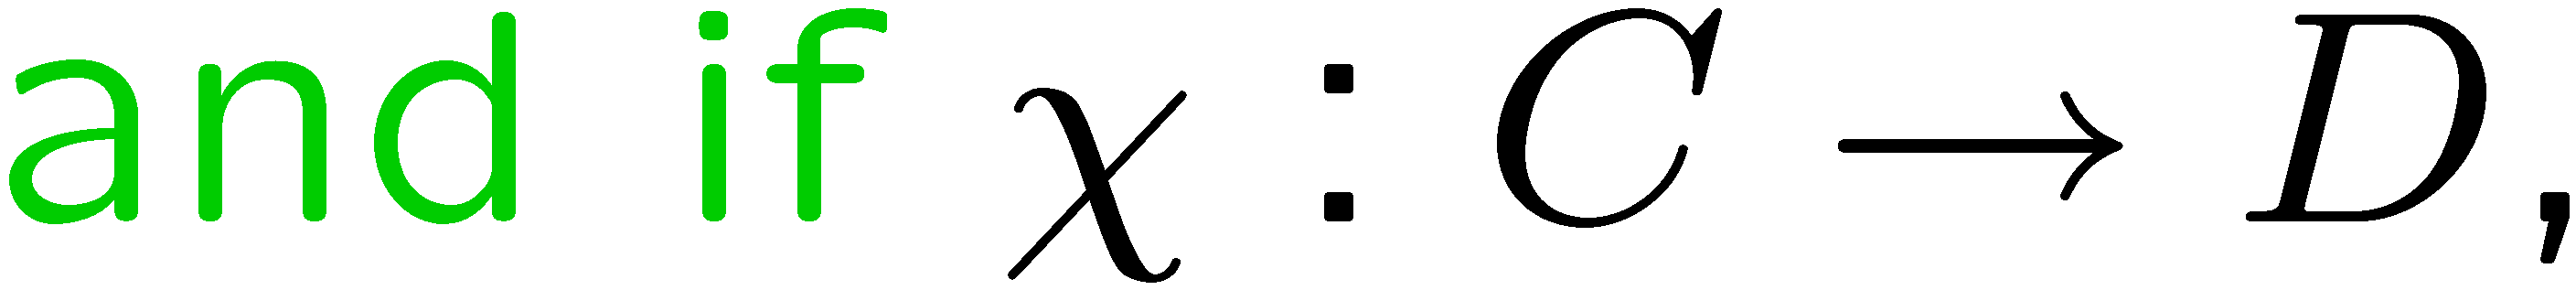 and if χ : C → D,